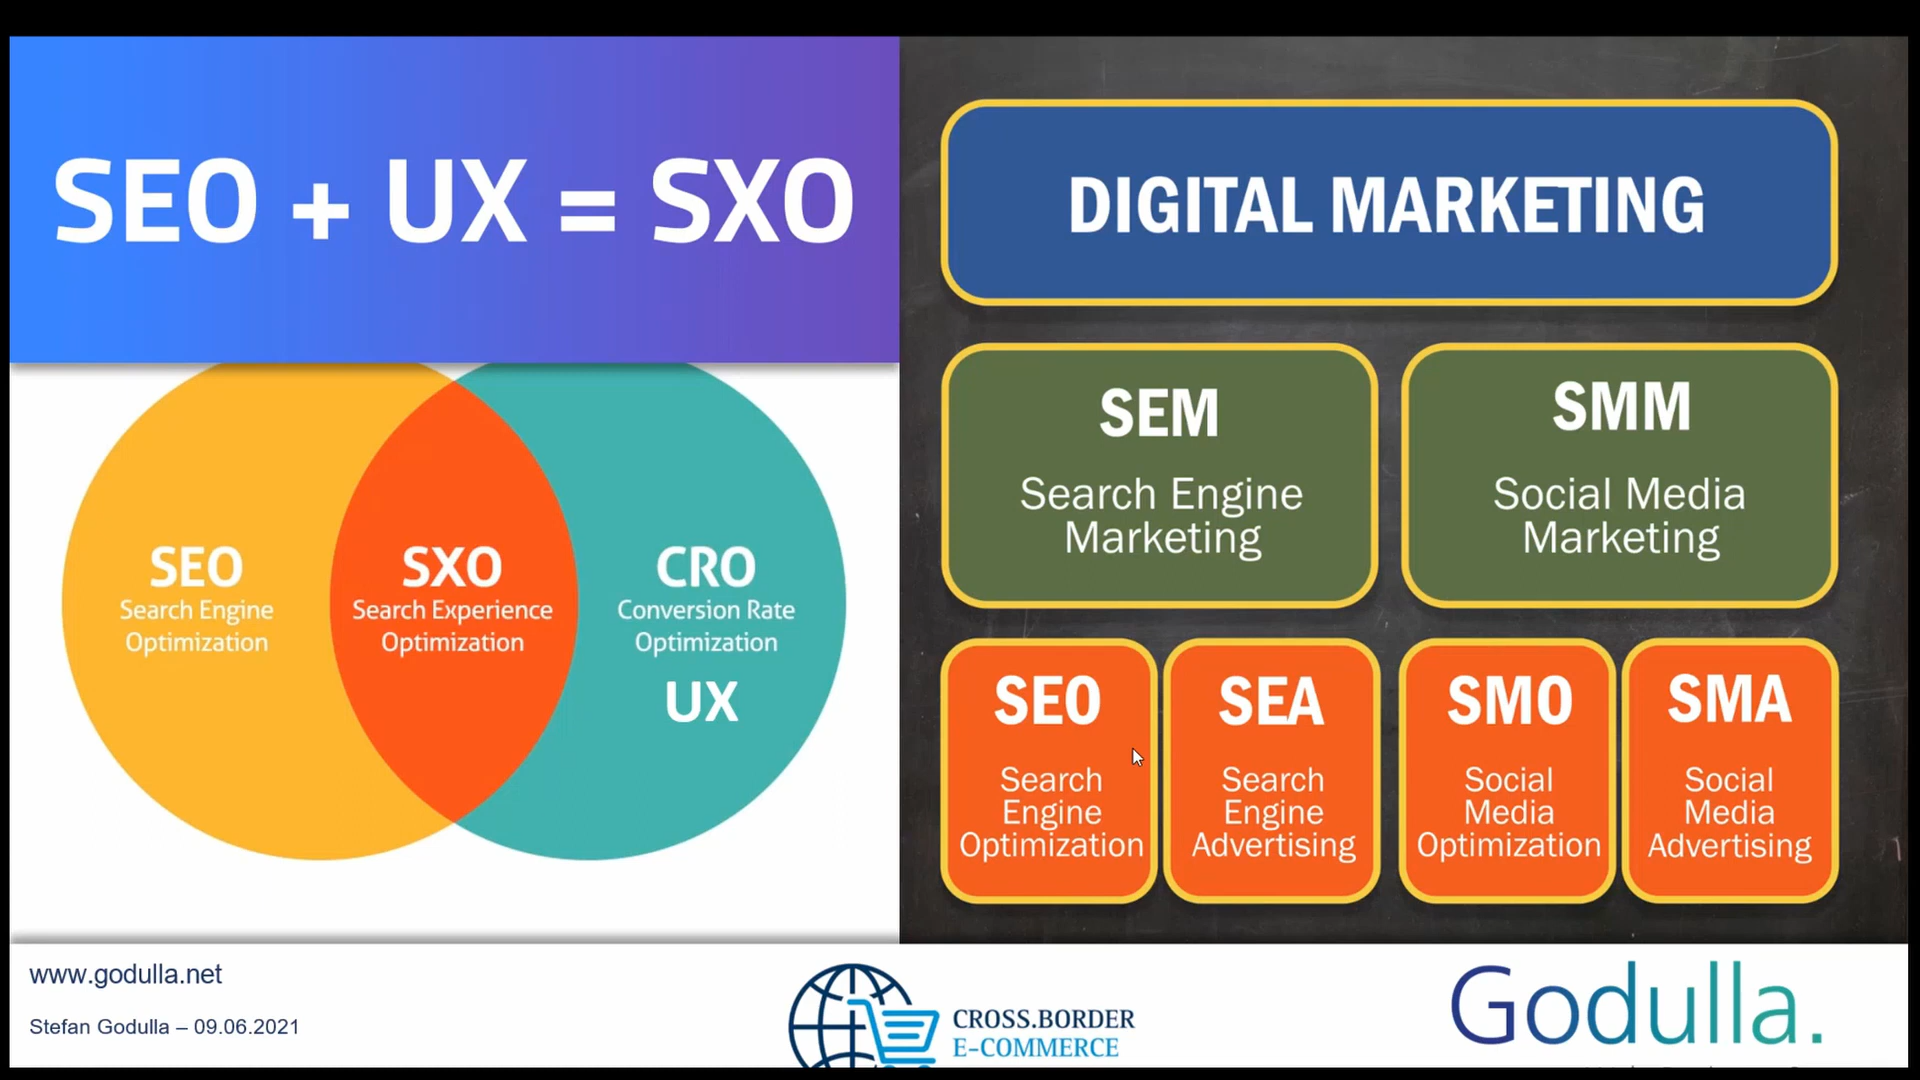 SEO + UX = SXO
SEO
Search Engine
Optimization
SXO
Search Experience
Optimization
CRO
Conversion Rate
Optimization
UX
DIGITAL MARKETING
SEM
Search Engine
Marketing
SMM
Social Media
Marketing
SEO
Search
Engine
Optimization
SEA
Search
Engine
Advertising
SMO
Social
Media
Optimization
SMA
Social
Media
Advertising
www.godulla.net
Stefan Godulla – 09.06.2021
CROSS.BORDER
E-COMMERCE
Godulla.